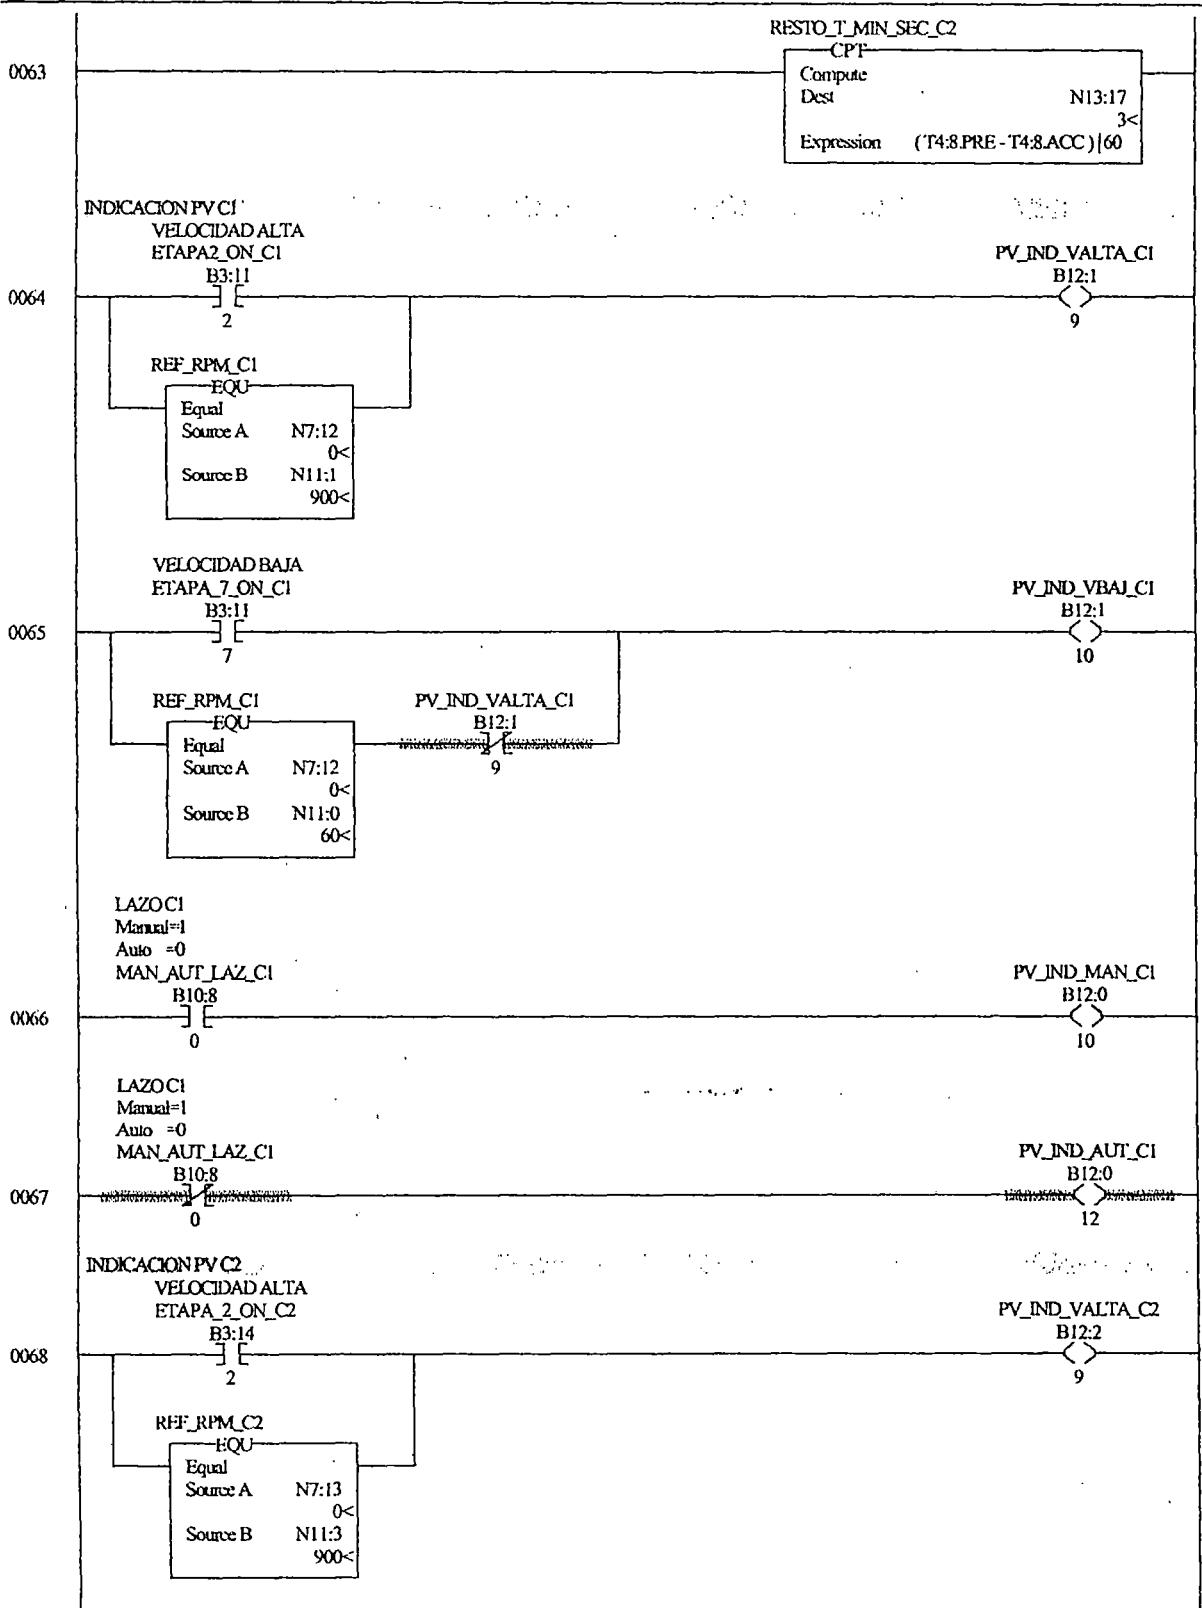 RESTO_T_MIN_SEC_C2
CPT
0063
Compute
Dest N13:17
3<
Expression (T4:8.PRE - T4:8.ACC)|60
INDICACION PV C1
VELOCIDAD ALTA
ETAPA2_ON_C1
B3:11
PV_IND_VALTA_C1
B12:1
0064
2
9
REF_RPM_C1
EQU
Equal
Source A N7:12
0<
Source B N11:1
900<
VELOCIDAD BAJA
ETAPA_7_ON_C1
B3:11
PV_IND_VBAJ_C1
B12:1
0065
7
10
REF_RPM_C1
EQU
PV_IND_VALTA_C1
B12:1
Equal
Source A N7:12
0<
9
Source B N11:0
60<
LAZO C1
Manual=1
Auto =0
MAN_AUT_LAZ_C1
B10:8
PV_IND_MAN_C1
B12:0
0066
0
10
LAZO C1
Manual=1
Auto =0
MAN_AUT_LAZ_C1
B10:8
PV_IND_AUT_C1
B12:0
0067
0
12
INDICACION PV C2
VELOCIDAD ALTA
ETAPA_2_ON_C2
B3:14
PV_IND_VALTA_C2
B12:2
0068
2
9
REF_RPM_C2
EQU
Equal
Source A N7:13
0<
Source B N11:3
900<